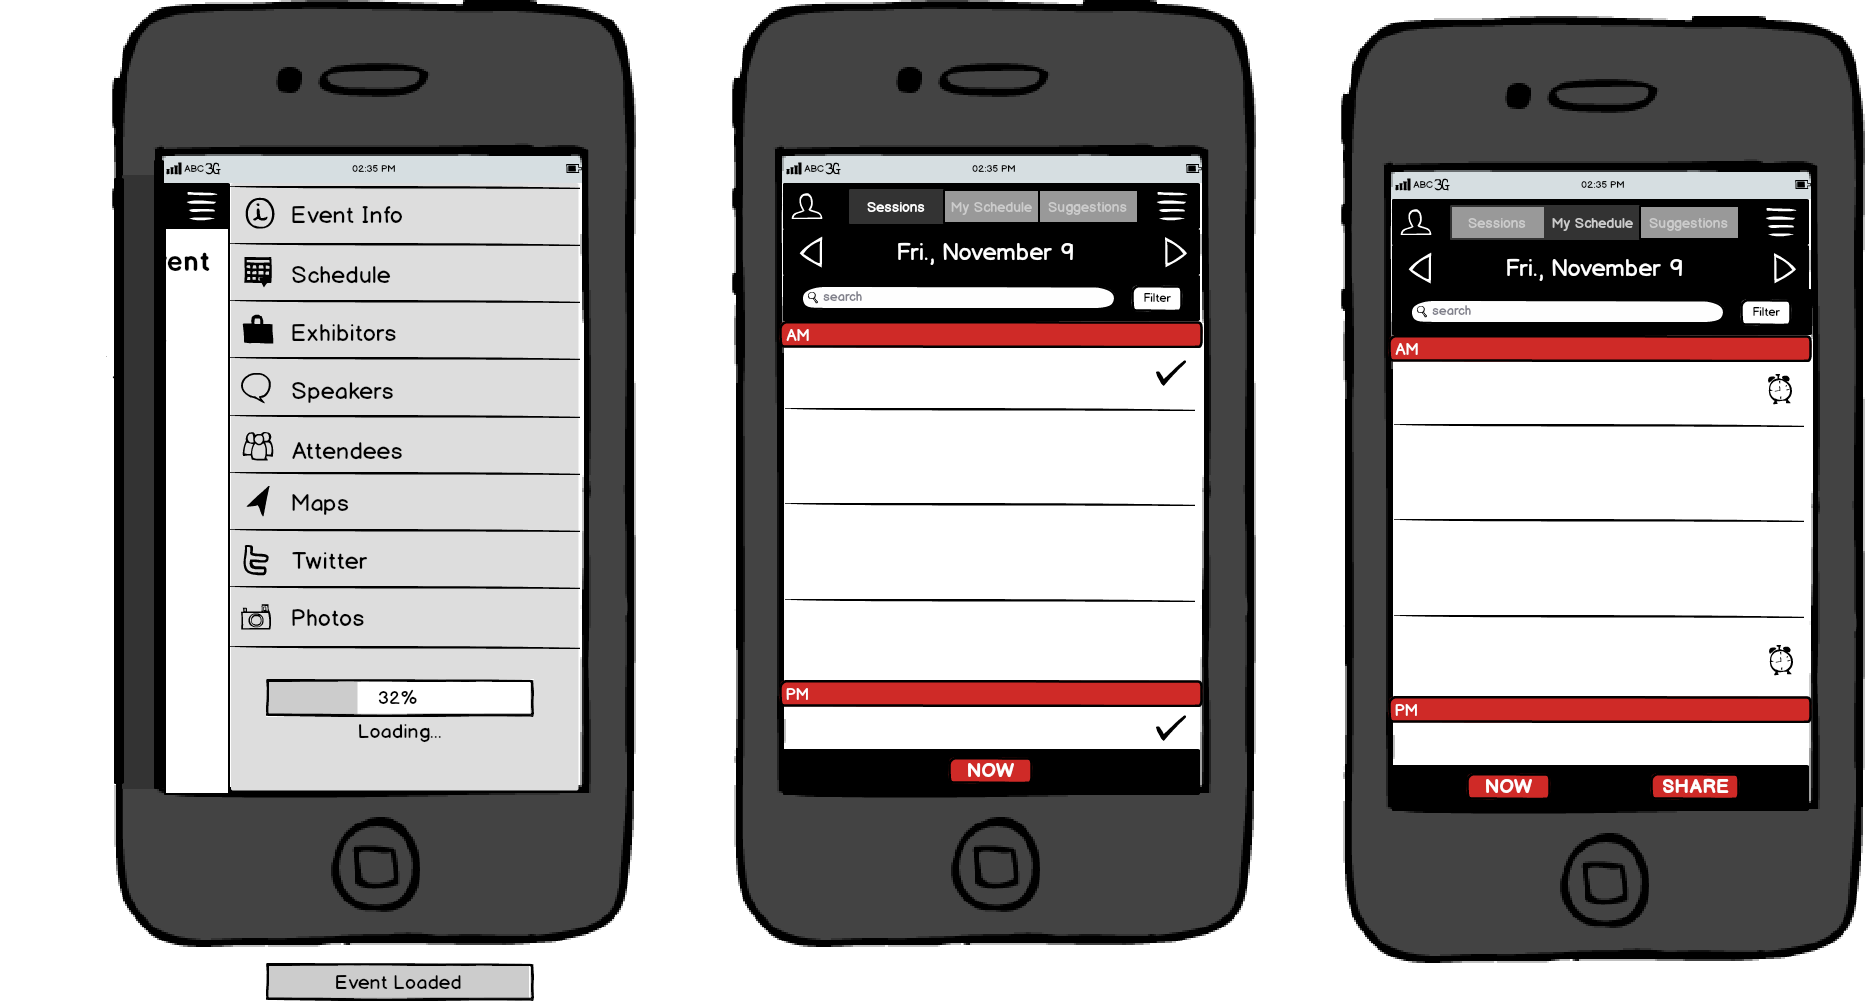 ABC 3G 02:35 PM
rent
Event Info
Schedule
Exhibitors
Speakers
Attendees
Maps
Twitter
Photos
32%
Loading...
Event Loaded
ABC 3G 02:35 PM
Sessions My Schedule Suggestions
Fri., November 9
search Filter
AM
PM
NOW
ABC 3G 02:35 PM
Sessions My Schedule Suggestions
Fri., November 9
search Filter
AM
PM
NOW SHARE